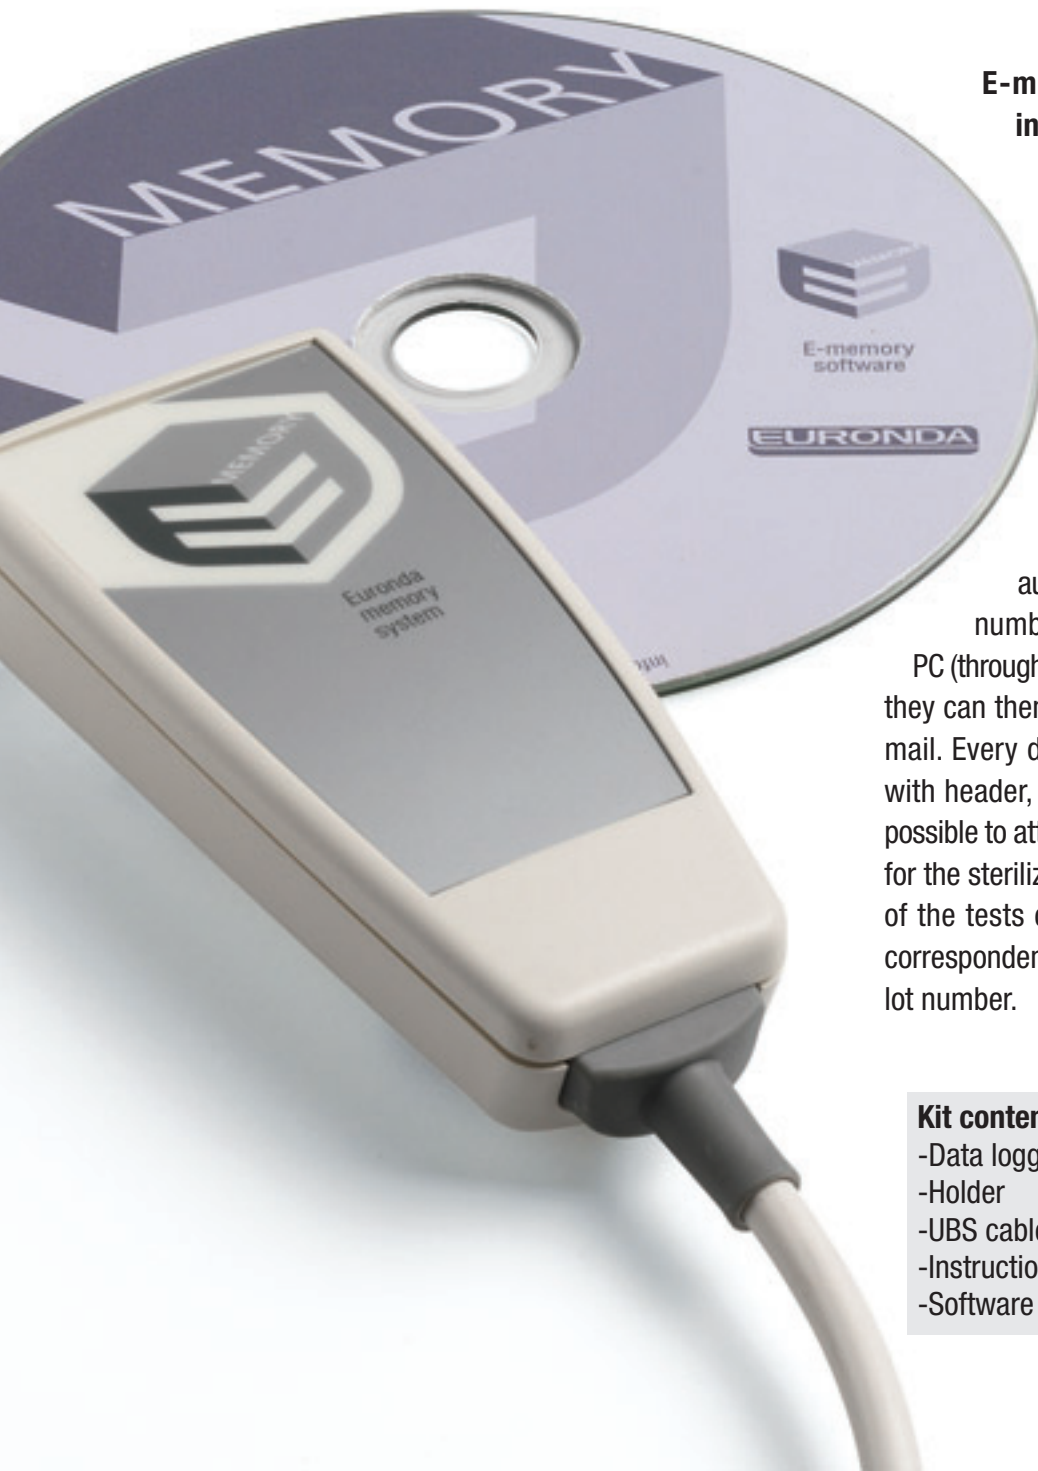 MEMORY
E-memory
software
EURONDA
MEMORY
Euronda
memory
system
E-m
in
au
numb
PC (through
they can then
mail. Every d
with header,
possible to att
for the steriliz
of the tests
corresponden
lot number.
Kit conten
-Data logg
-Holder
-UBS cable
-Instructio
-Software